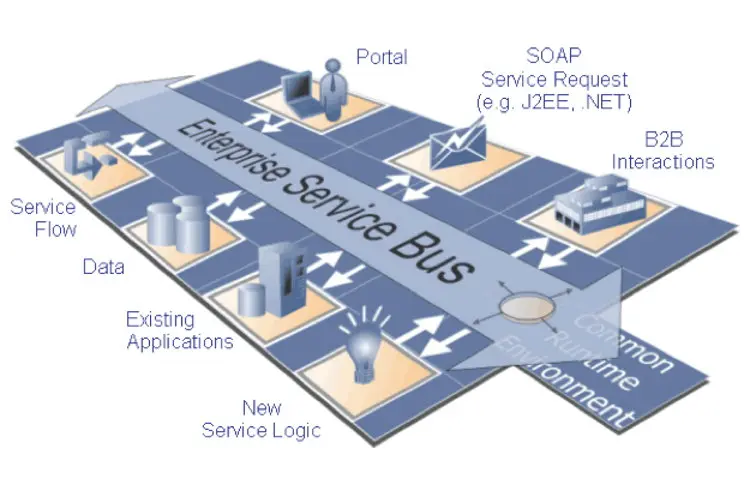 Portal
SOAP
Service Request
(e.g. J2EE, .NET)
B2B
Interactions
Enterprise Service Bus
Service
Flow
Data
Existing
Applications
New
Service Logic
Common
Runtime
Environment